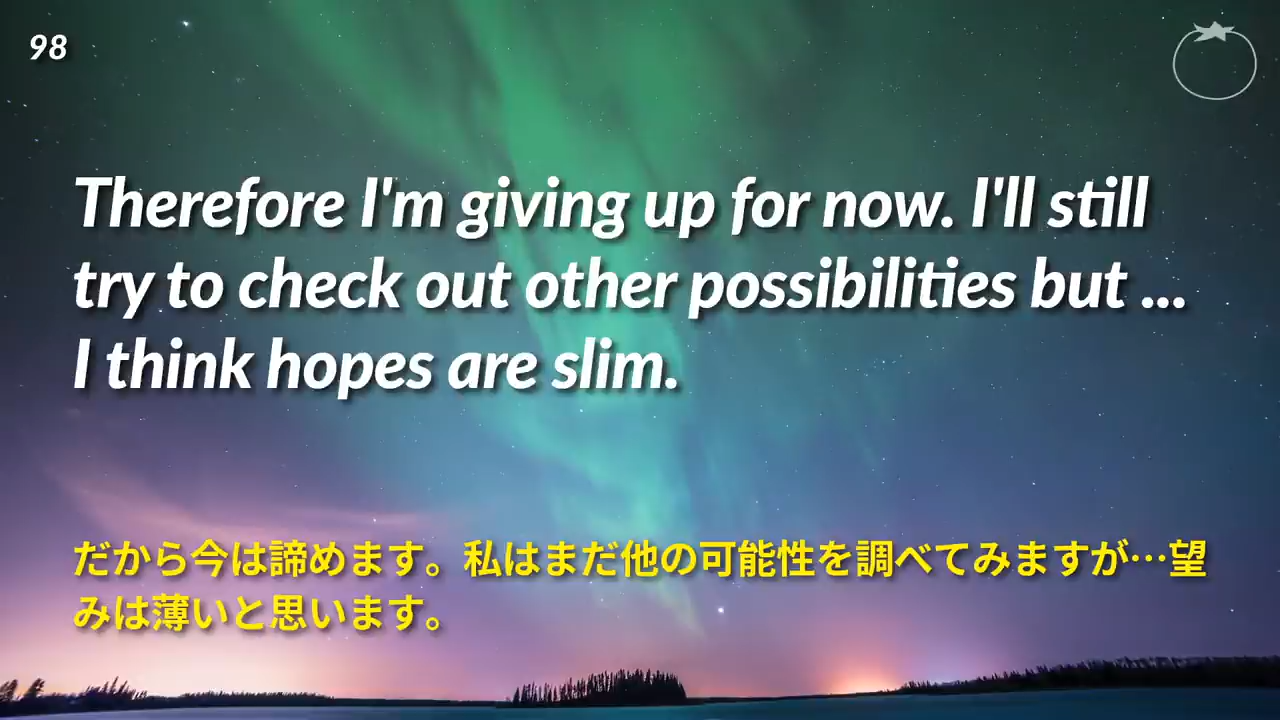 98
Therefore I'm giving up for now. I'll still
try to check out other possibilities but ...
I think hopes are slim.
だから今は諦めます。私はまだ他の可能性を調べてみますが…望
みは薄いと思います。